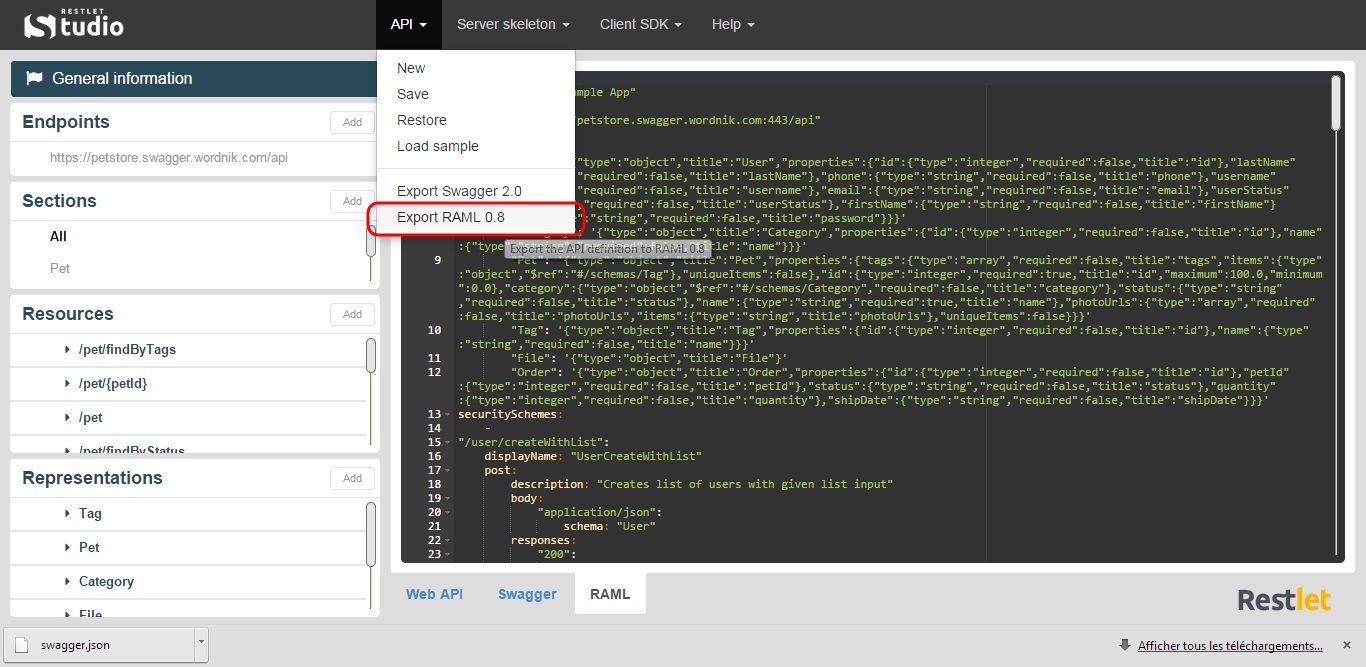 RESTLET
Studio
API
Server skeleton
Client SDK
Help
General information
Endpoints
Add
https://petstore.swagger.wordnik.com/api
Sections
Add
All
Pet
Resources
Add
/pet/findByTags
/pet/{petId}
/pet
/pet/findByStatus
Representations
Add
Tag
Pet
Category
File
New
Save
Restore
Load sample
Export Swagger 2.0
Export RAML 0.8
Export the API definition to RAML 0.8
mple App"
petstore.swagger.wordnik.com:443/api"
{"type":"object","title":"User","properties":{"id":{"type":"integer","required":false,"title":"id"},"lastName"
"required":false,"title":"lastName"},"phone":{"type":"string","required":false,"title":"phone"},"username"
"required":false,"title":"username"},"email":{"type":"string","required":false,"title":"email"},"userStatus"
"required":false,"title":"userStatus"},"firstName":{"type":"string","required":false,"title":"firstName"}
"string","required":false,"title":"password"}}}'
'{"type":"object","title":"Category","properties":{"id":{"type":"integer","required":false,"title":"id"},"name"
:{"type"
"title":"name"}}}'
9 "Pet": '{"type":"object","title":"Pet","properties":{"tags":{"type":"array","required":false,"title":"tags","items":{"type"
:"object","$ref":"#/schemas/Tag"},"uniqueItems":false},"id":{"type":"integer","required":true,"title":"id","maximum":100.0,"minimum"
:0.0},"category":{"type":"object","$ref":"#/schemas/Category","required":false,"title":"category"},"status":{"type":"string"
,"required":false,"title":"status"},"name":{"type":"string","required":true,"title":"name"},"photoUrls":{"type":"array","required"
:false,"title":"photoUrls","items":{"type":"string","title":"photoUrls"},"uniqueItems":false}}}'
10 "Tag": '{"type":"object","title":"Tag","properties":{"id":{"type":"integer","required":false,"title":"id"},"name":{"type"
:"string","required":false,"title":"name"}}}'
11 "File": '{"type":"object","title":"File"}'
12 "Order": '{"type":"object","title":"Order","properties":{"id":{"type":"integer","required":false,"title":"id"},"petId"
:{"type":"integer","required":false,"title":"petId"},"status":{"type":"string","required":false,"title":"status"},"quantity"
:{"type":"integer","required":false,"title":"quantity"},"shipDate":{"type":"string","required":false,"title":"shipDate"}}}'
13 securitySchemes:
14 -
15 "/user/createWithList":
16 displayName: "UserCreateWithList"
17 post:
18 description: "Creates list of users with given list input"
19 body:
20 "application/json":
21 schema: "User"
22 responses:
23 "200":
Web API
Swagger
RAML
Restlet
swagger.json
Afficher tous les téléchargements...